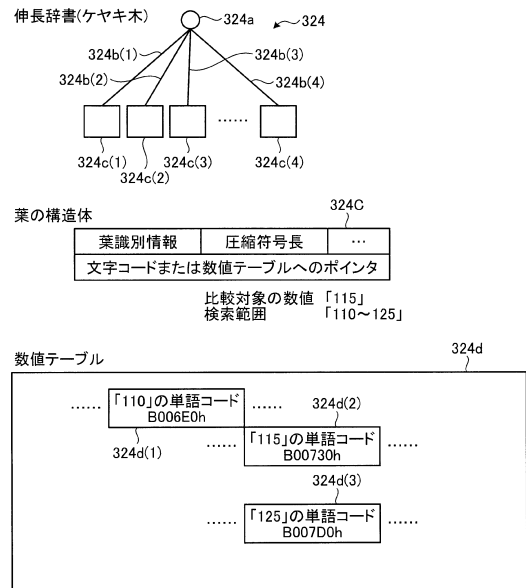 伸長辞書(ケヤキ木)
324a
324
324b(1)
324b(3)
324b(2)
324b(4)
……
324c(1)
324c(3)
324c(4)
324c(2)
葉の構造体
324C
葉識別情報 圧縮符号長 …
文字コードまたは数値テーブルへのポインタ
比較対象の数値 「115」
検索範囲 「110～125」
数値テーブル
324d
…… 「110」の単語コード ……
B006E0h
324d(1)
324d(2)
…… 「115」の単語コード ……
B00730h
324d(3)
…… 「125」の単語コード ……
B007D0h